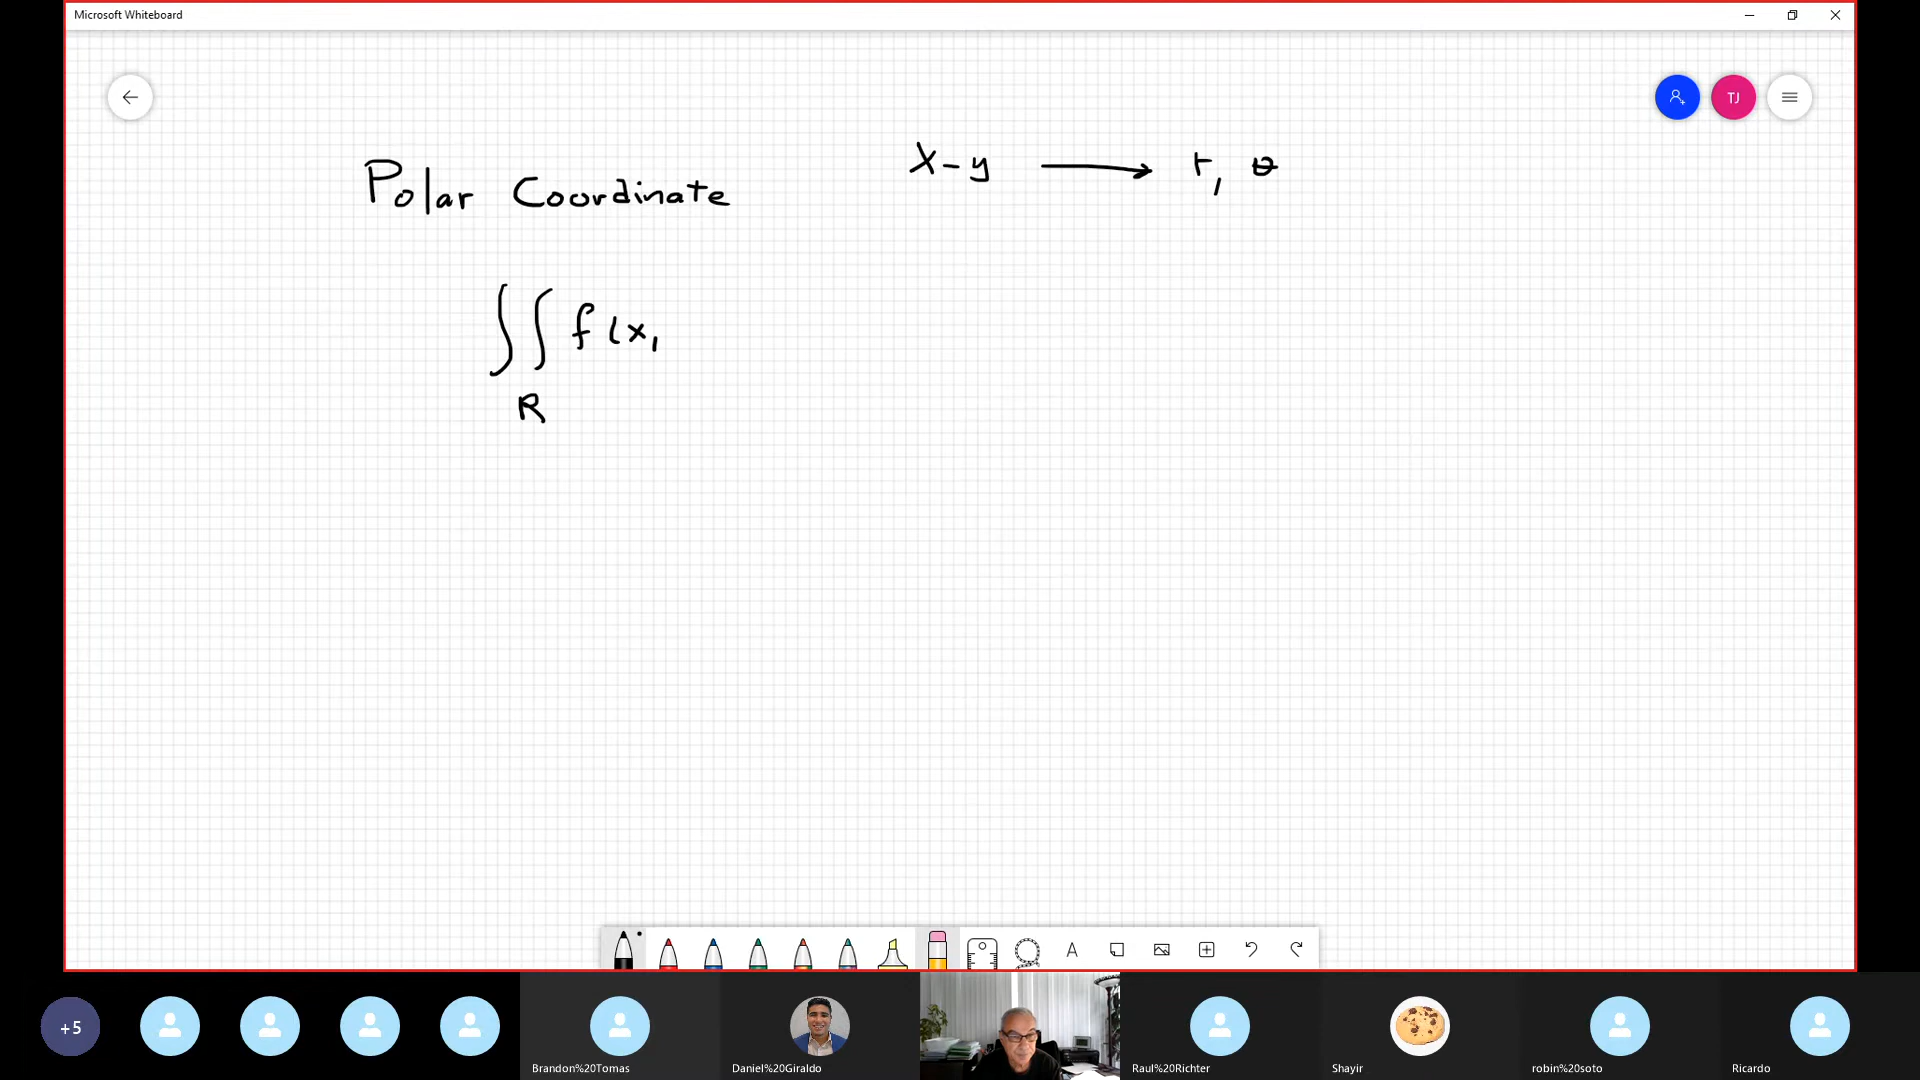 Microsoft Whiteboard
TJ
X-y → r, θ
Polar Coordinate
∫∫ f(x,
R
A
+5
Brandon%20Tomas
Daniel%20Giraldo
Raul%20Richter
Shayir
robin%20soto
Ricardo